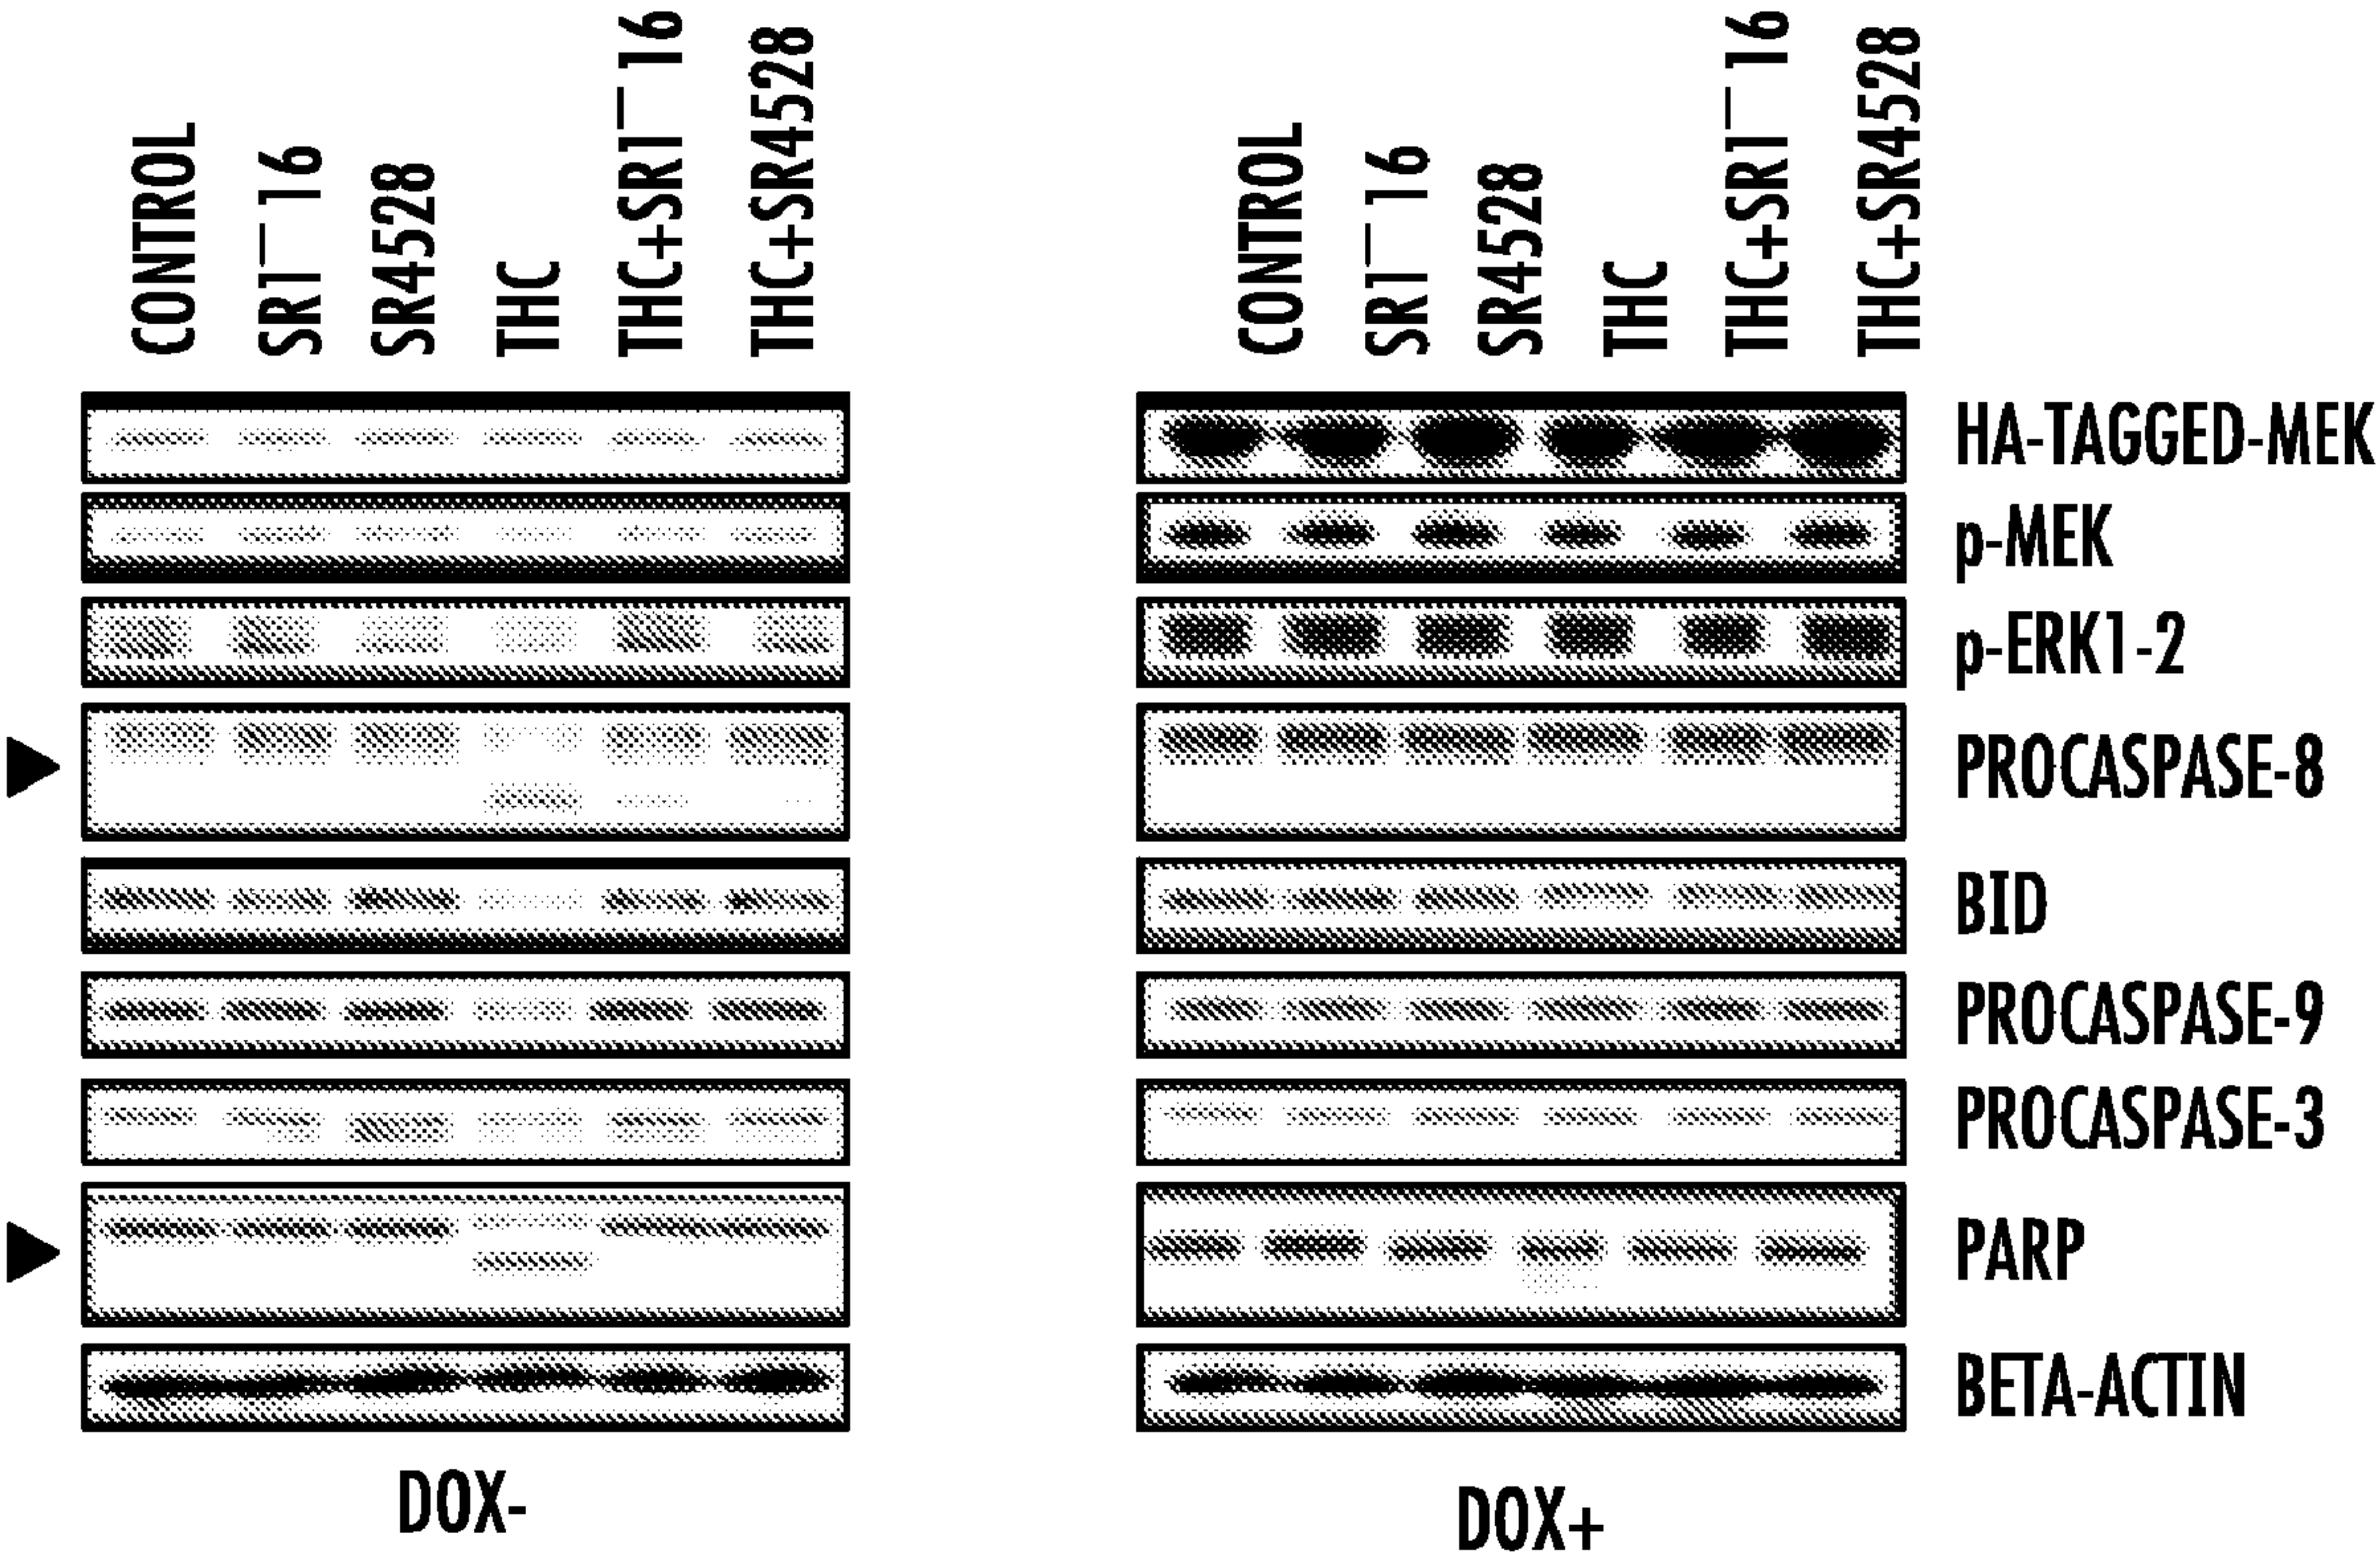 CONTROL
SR1‾16
SR4528
THC
THC+SR1‾16
THC+SR4528
CONTROL
SR1‾16
SR4528
THC
THC+SR1‾16
THC+SR4528
HA-TAGGED-MEK
p-MEK
p-ERK1-2
PROCASPASE-8
BID
PROCASPASE-9
PROCASPASE-3
PARP
BETA-ACTIN
DOX-
DOX+